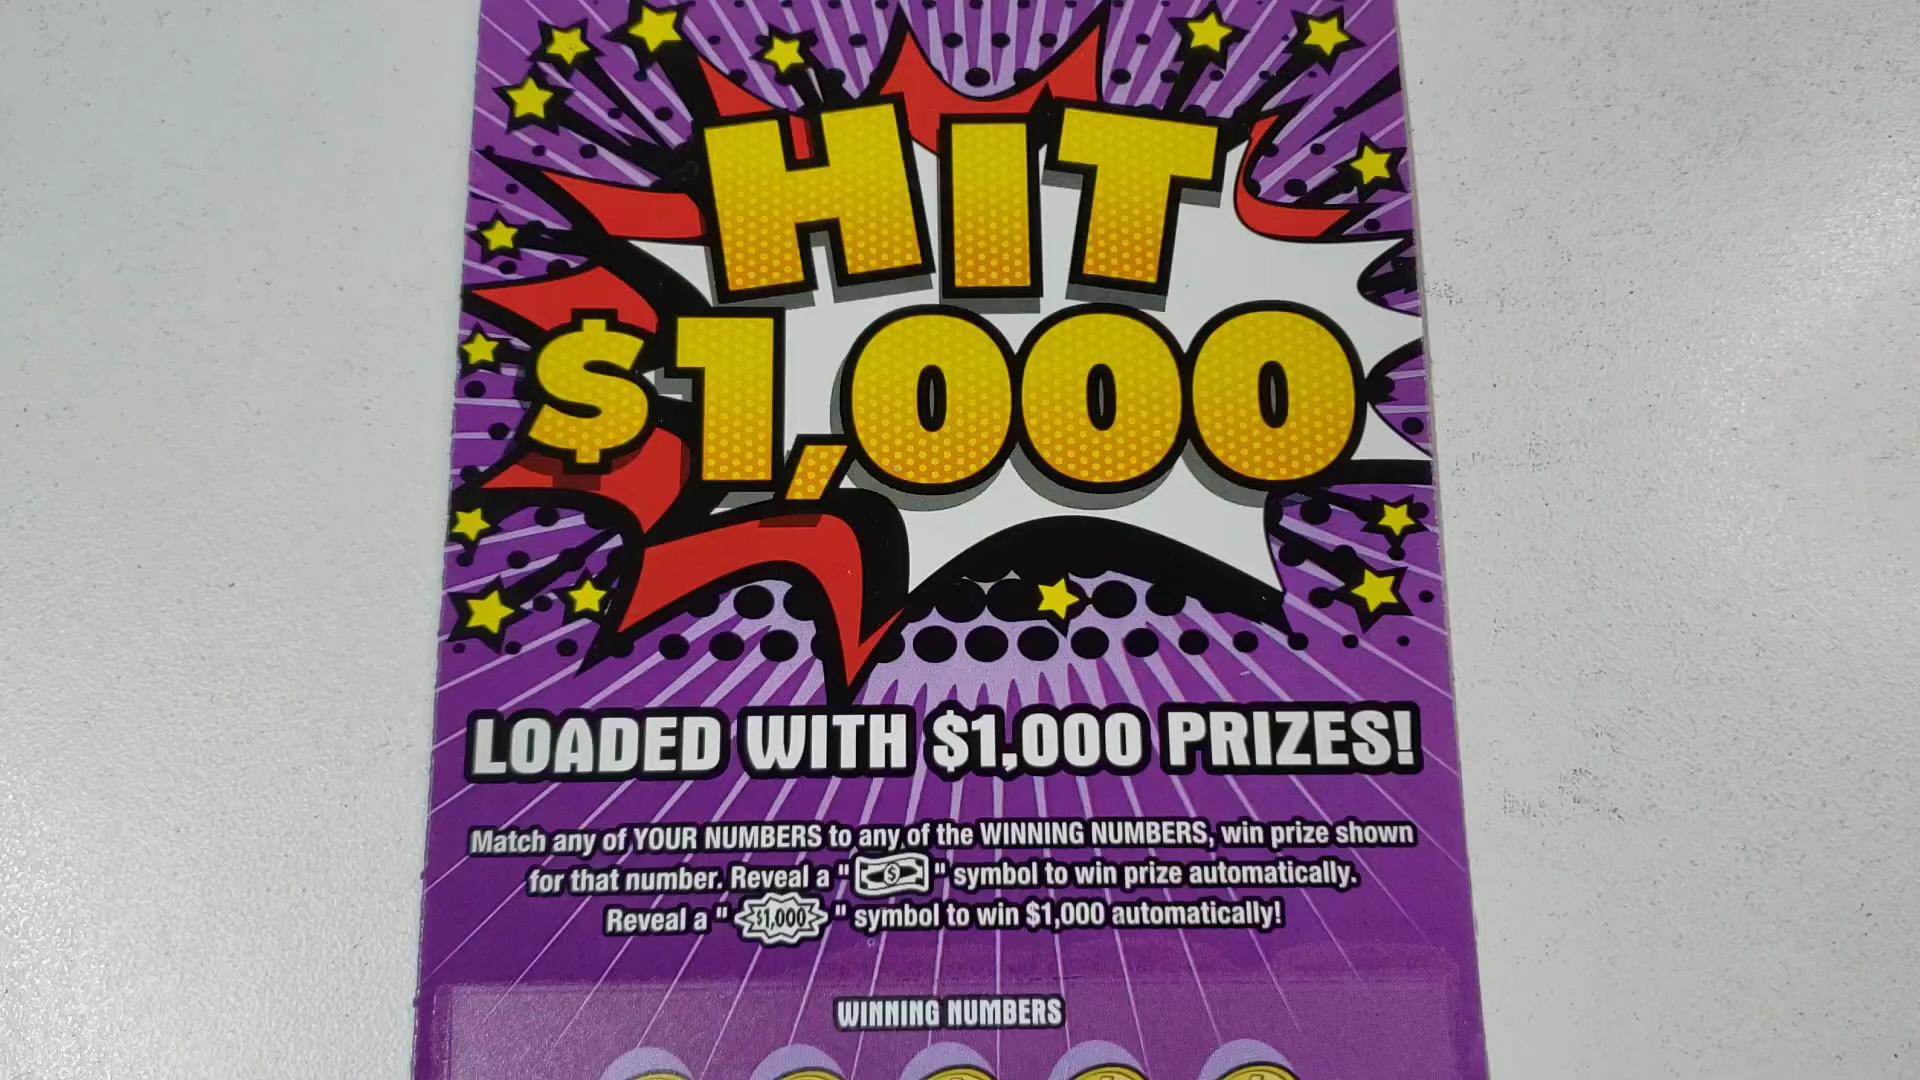 HIT
$1,000
LOADED WITH $1,000 PRIZES!
Match any of YOUR NUMBERS to any of the WINNING NUMBERS, win prize shown
for that number. Reveal a "$" symbol to win prize automatically.
Reveal a "$1,000" symbol to win $1,000 automatically!
WINNING NUMBERS